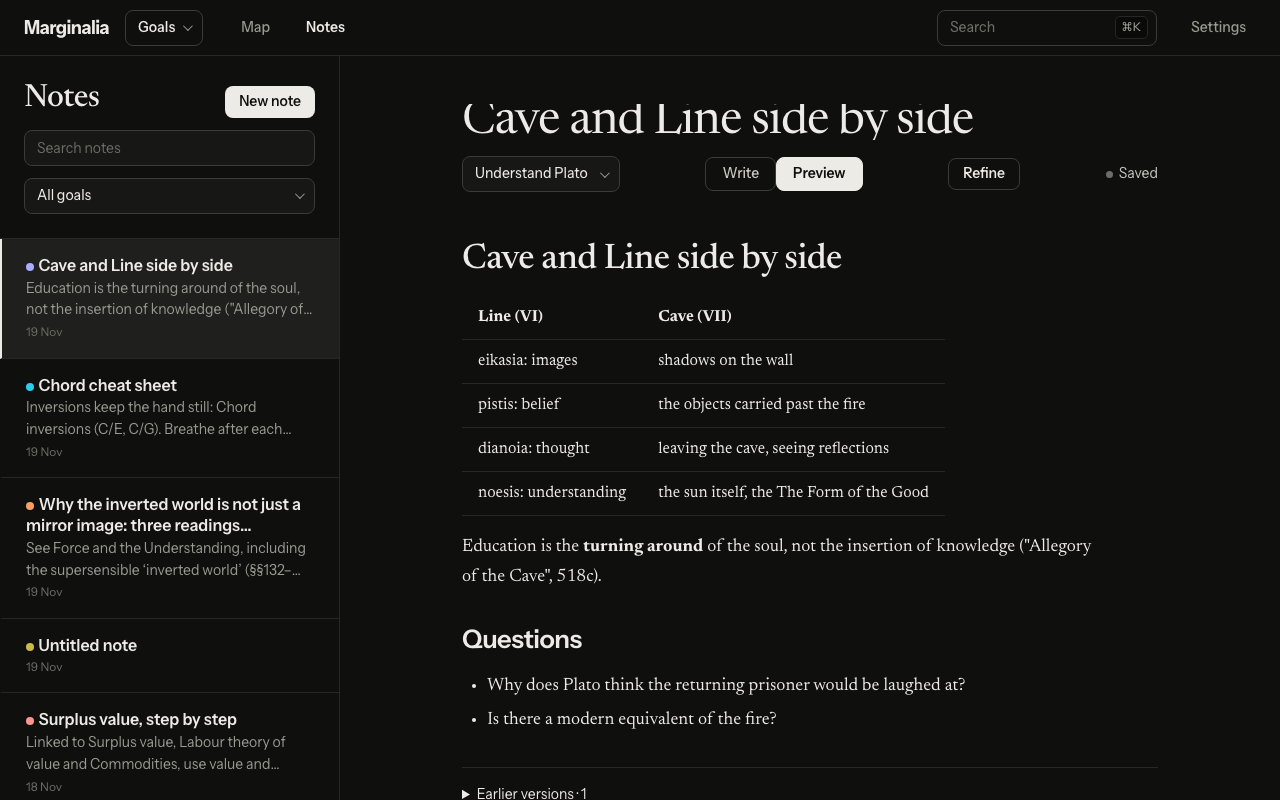 Marginalia
Goals
Map
Notes
Search
⌘K
Settings
Notes
New note
Search notes
All goals
Cave and Line side by side
Education is the turning around of the soul,
not the insertion of knowledge ("Allegory of...
19 Nov
Chord cheat sheet
Inversions keep the hand still: Chord
inversions (C/E, C/G). Breathe after each...
19 Nov
Why the inverted world is not just a
mirror image: three readings...
See Force and the Understanding, including
the supersensible ‘inverted world’ (§§132–...
19 Nov
Untitled note
19 Nov
Surplus value, step by step
Linked to Surplus value, Labour theory of
value and Commodities, use value and...
18 Nov
Cave and Line side by side
Understand Plato
Write
Preview
Refine
Saved
Cave and Line side by side
Line (VI) Cave (VII)
eikasia: images shadows on the wall
pistis: belief the objects carried past the fire
dianoia: thought leaving the cave, seeing reflections
noesis: understanding the sun itself, the The Form of the Good
Education is the turning around of the soul, not the insertion of knowledge ("Allegory
of the Cave", 518c).
Questions
• Why does Plato think the returning prisoner would be laughed at?
• Is there a modern equivalent of the fire?
Earlier versions · 1